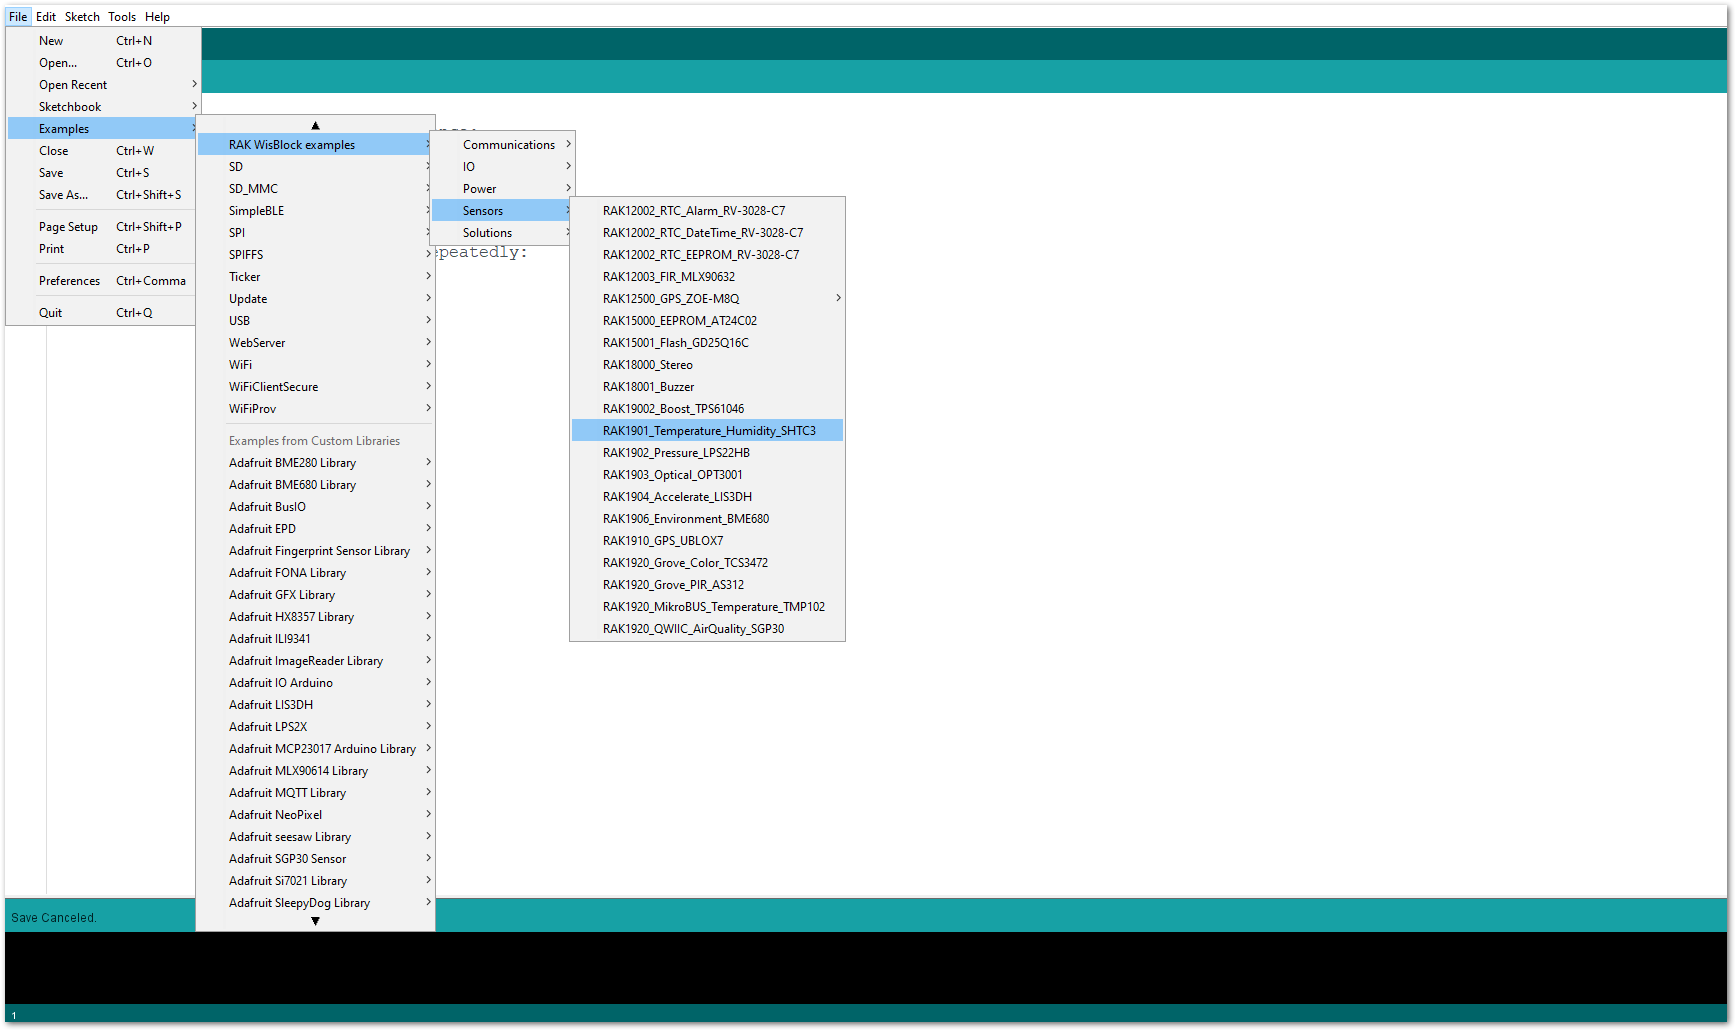 File Edit Sketch Tools Help
New Ctrl+N
Open... Ctrl+O
Open Recent
Sketchbook
Examples
Close Ctrl+W
Save Ctrl+S
Save As... Ctrl+Shift+S
Page Setup Ctrl+Shift+P
Print Ctrl+P
Preferences Ctrl+Comma
Quit Ctrl+Q
RAK WisBlock examples
SD
SD_MMC
SimpleBLE
SPI
SPIFFS
Ticker
Update
USB
WebServer
WiFi
WiFiClientSecure
WiFiProv
Examples from Custom Libraries
Adafruit BME280 Library
Adafruit BME680 Library
Adafruit BusIO
Adafruit EPD
Adafruit Fingerprint Sensor Library
Adafruit FONA Library
Adafruit GFX Library
Adafruit HX8357 Library
Adafruit ILI9341
Adafruit ImageReader Library
Adafruit IO Arduino
Adafruit LIS3DH
Adafruit LPS2X
Adafruit MCP23017 Arduino Library
Adafruit MLX90614 Library
Adafruit MQTT Library
Adafruit NeoPixel
Adafruit seesaw Library
Adafruit SGP30 Sensor
Adafruit Si7021 Library
Adafruit SleepyDog Library
Communications
IO
Power
Sensors
Solutions
epeatedly:
RAK12002_RTC_Alarm_RV-3028-C7
RAK12002_RTC_DateTime_RV-3028-C7
RAK12002_RTC_EEPROM_RV-3028-C7
RAK12003_FIR_MLX90632
RAK12500_GPS_ZOE-M8Q
RAK15000_EEPROM_AT24C02
RAK15001_Flash_GD25Q16C
RAK18000_Stereo
RAK18001_Buzzer
RAK19002_Boost_TPS61046
RAK1901_Temperature_Humidity_SHTC3
RAK1902_Pressure_LPS22HB
RAK1903_Optical_OPT3001
RAK1904_Accelerate_LIS3DH
RAK1906_Environment_BME680
RAK1910_GPS_UBLOX7
RAK1920_Grove_Color_TCS3472
RAK1920_Grove_PIR_AS312
RAK1920_MikroBUS_Temperature_TMP102
RAK1920_QWIIC_AirQuality_SGP30
Save Canceled.
1